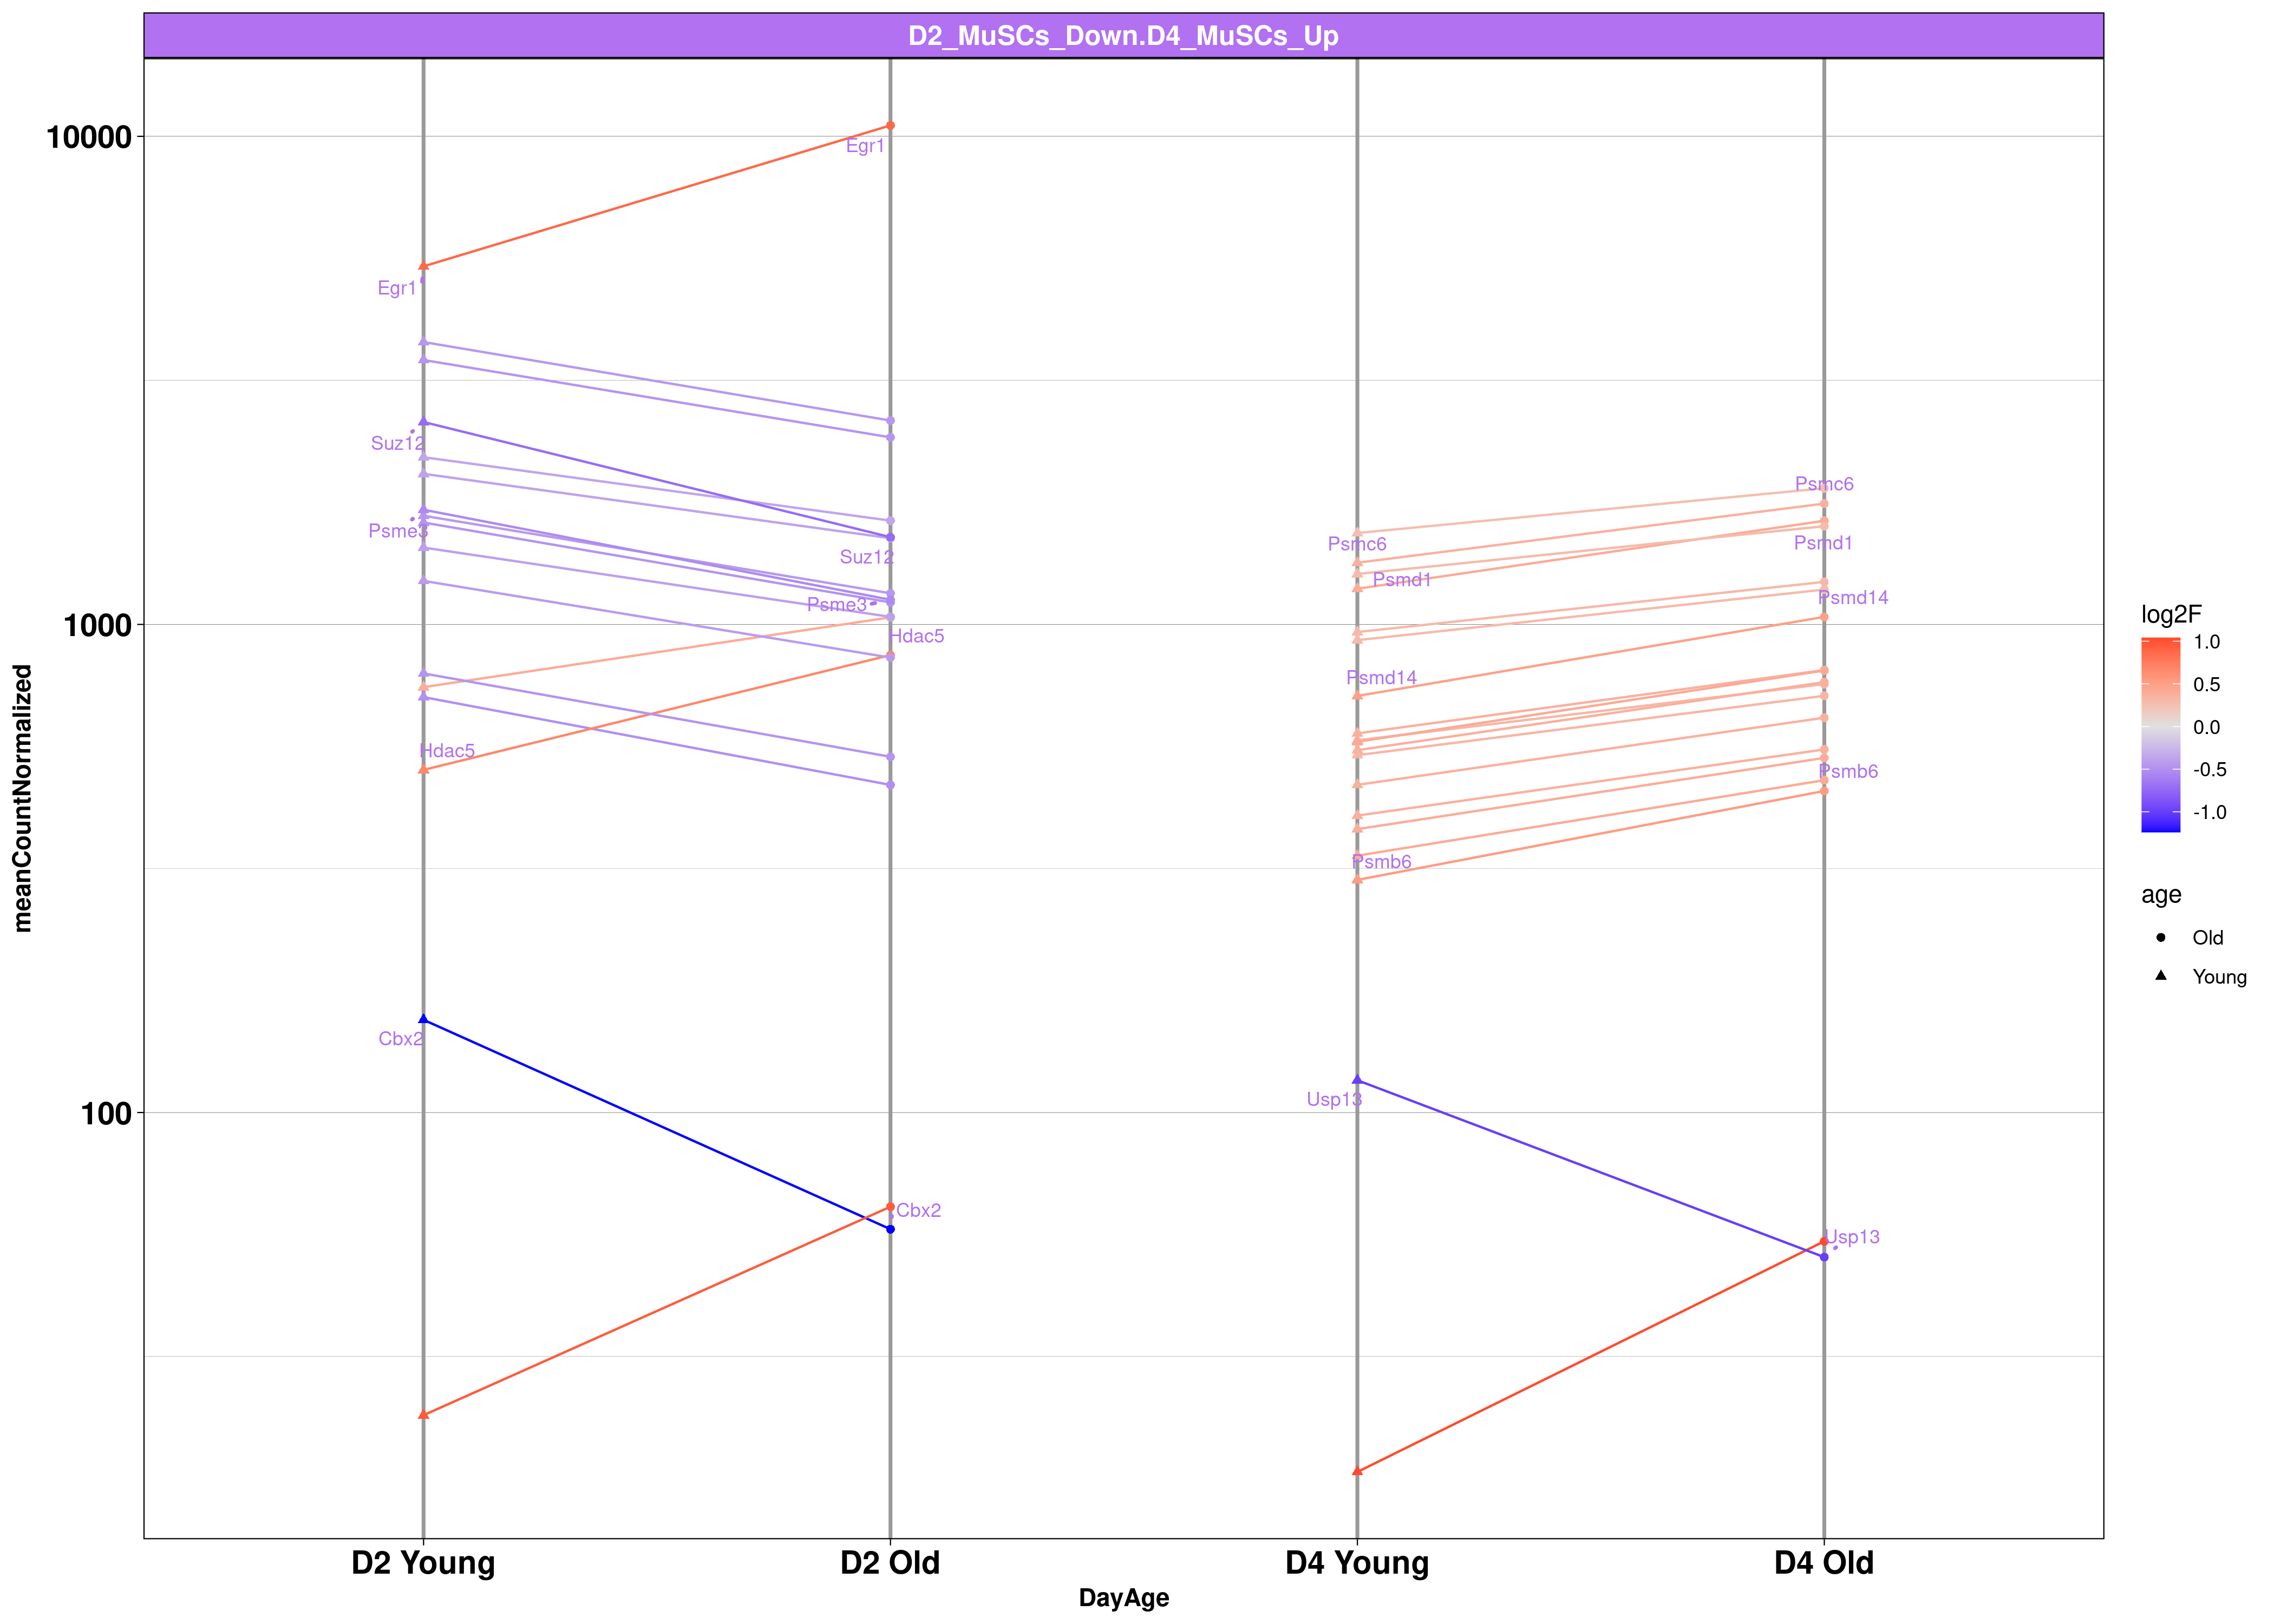 D2_MuSCs_Down.D4_MuSCs_Up
10000
1000
100
meanCountNormalized
Egr1
Egr1
Suz12
Psme3
Suz12
Psme3
Hdac5
Hdac5
Cbx2
Cbx2
Psmc6
Psmc6
Psmd1
Psmd1
Psmd14
Psmd14
Psmb6
Psmb6
Usp13
Usp13
D2 Young
D2 Old
D4 Young
D4 Old
DayAge
log2F
1.0
0.5
0.0
-0.5
-1.0
age
Old
Young